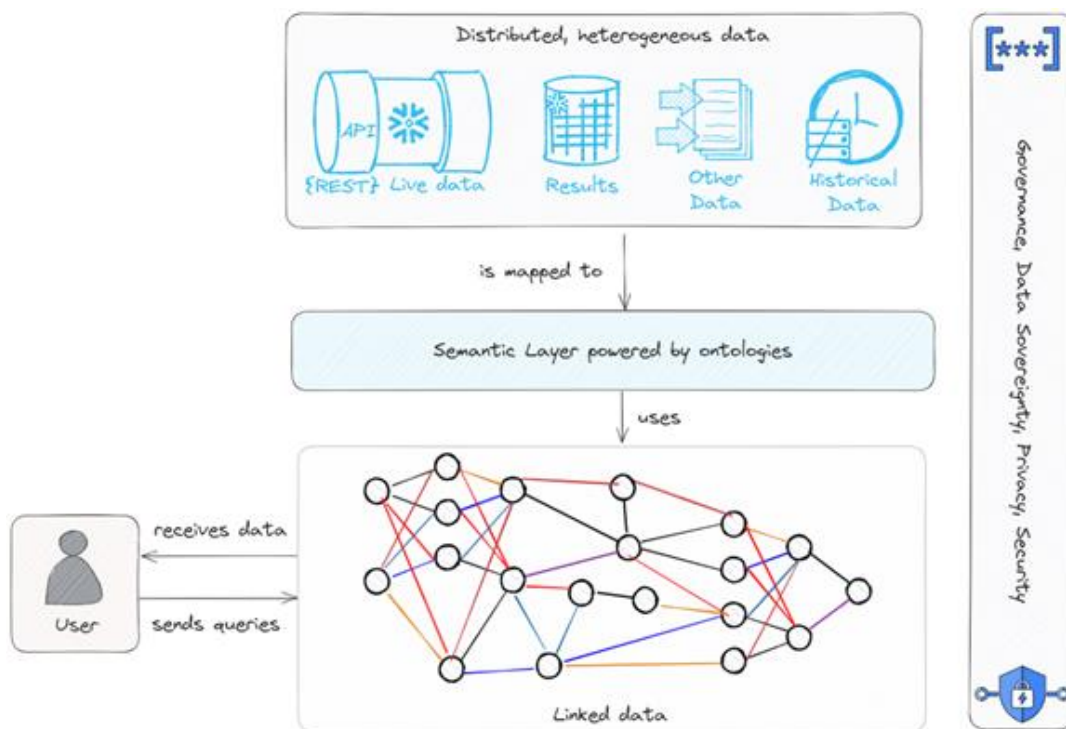 Distributed, heterogeneous data
API
{REST} Live data
Results
Other
Data
Historical
Data
is mapped to
Semantic Layer powered by ontologies
uses
receives data
sends queries
User
Linked data
[***]
Governance, Data Sovereignty, Privacy, Security